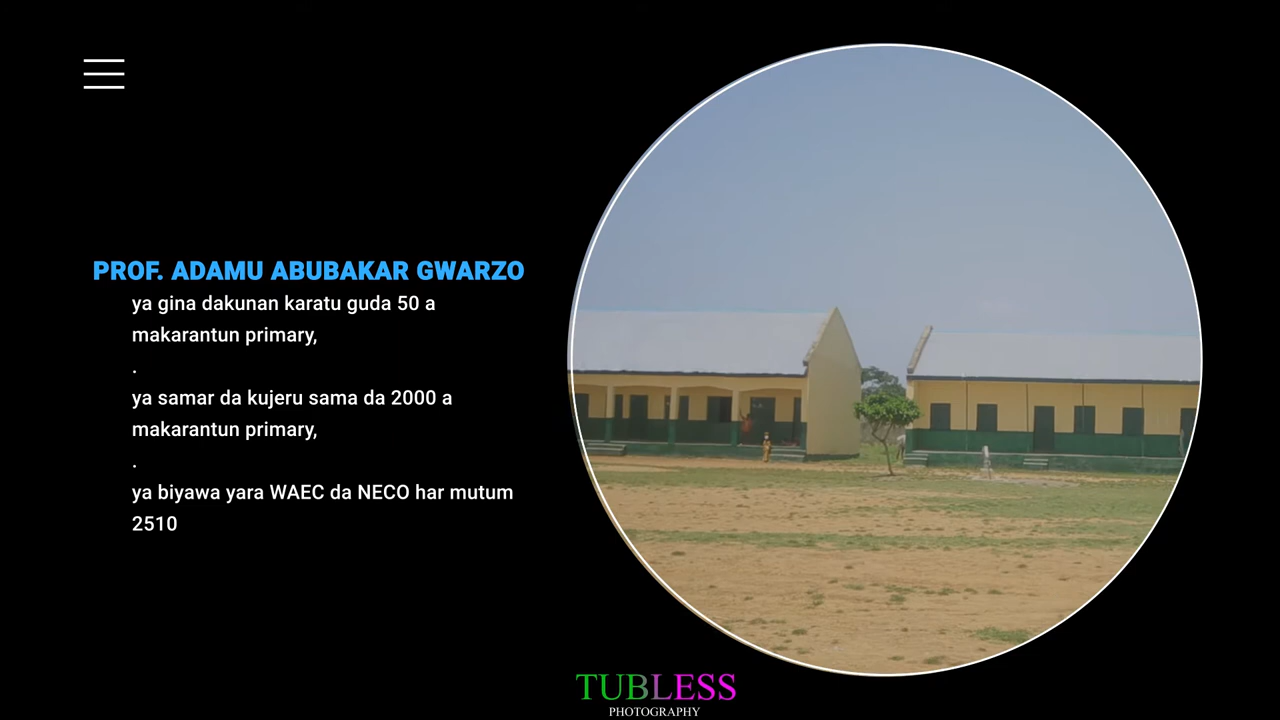 PROF. ADAMU ABUBAKAR GWARZO
ya gina dakunan karatu guda 50 a
makarantun primary,
.
ya samar da kujeru sama da 2000 a
makarantun primary,
.
ya biyawa yara WAEC da NECO har mutum
2510
TUBLESS
PHOTOGRAPHY